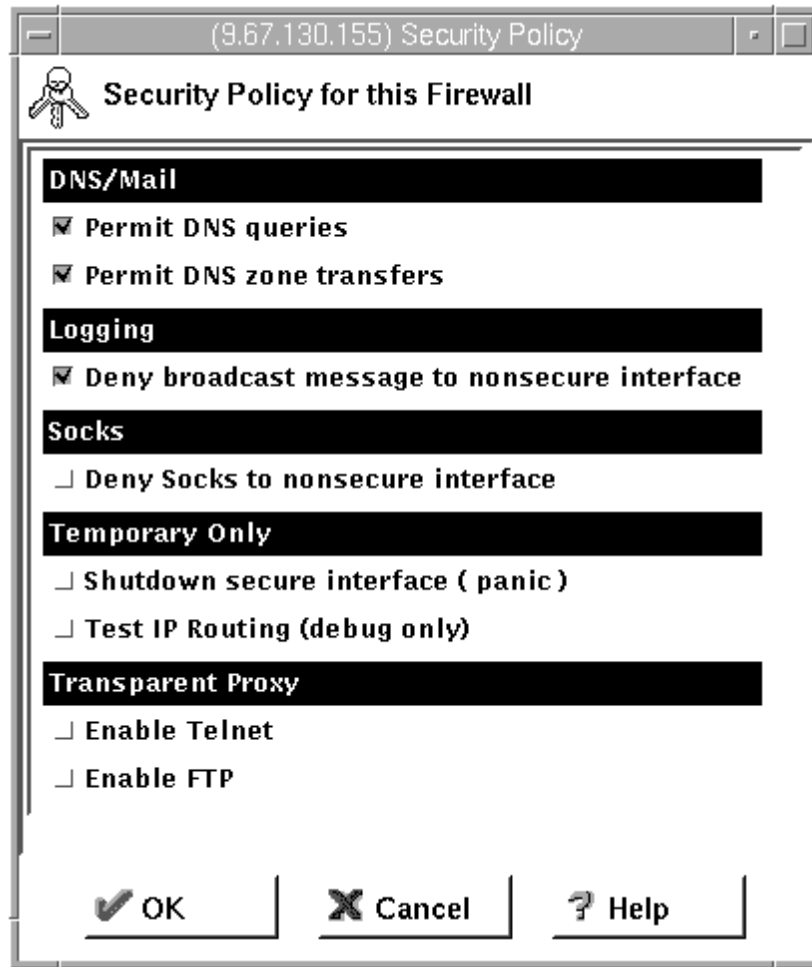 (9.67.130.155) Security Policy
Security Policy for this Firewall
DNS/Mail
Permit DNS queries
Permit DNS zone transfers
Logging
Deny broadcast message to nonsecure interface
Socks
Deny Socks to nonsecure interface
Temporary Only
Shutdown secure interface ( panic )
Test IP Routing (debug only)
Transparent Proxy
Enable Telnet
Enable FTP
OK Cancel Help